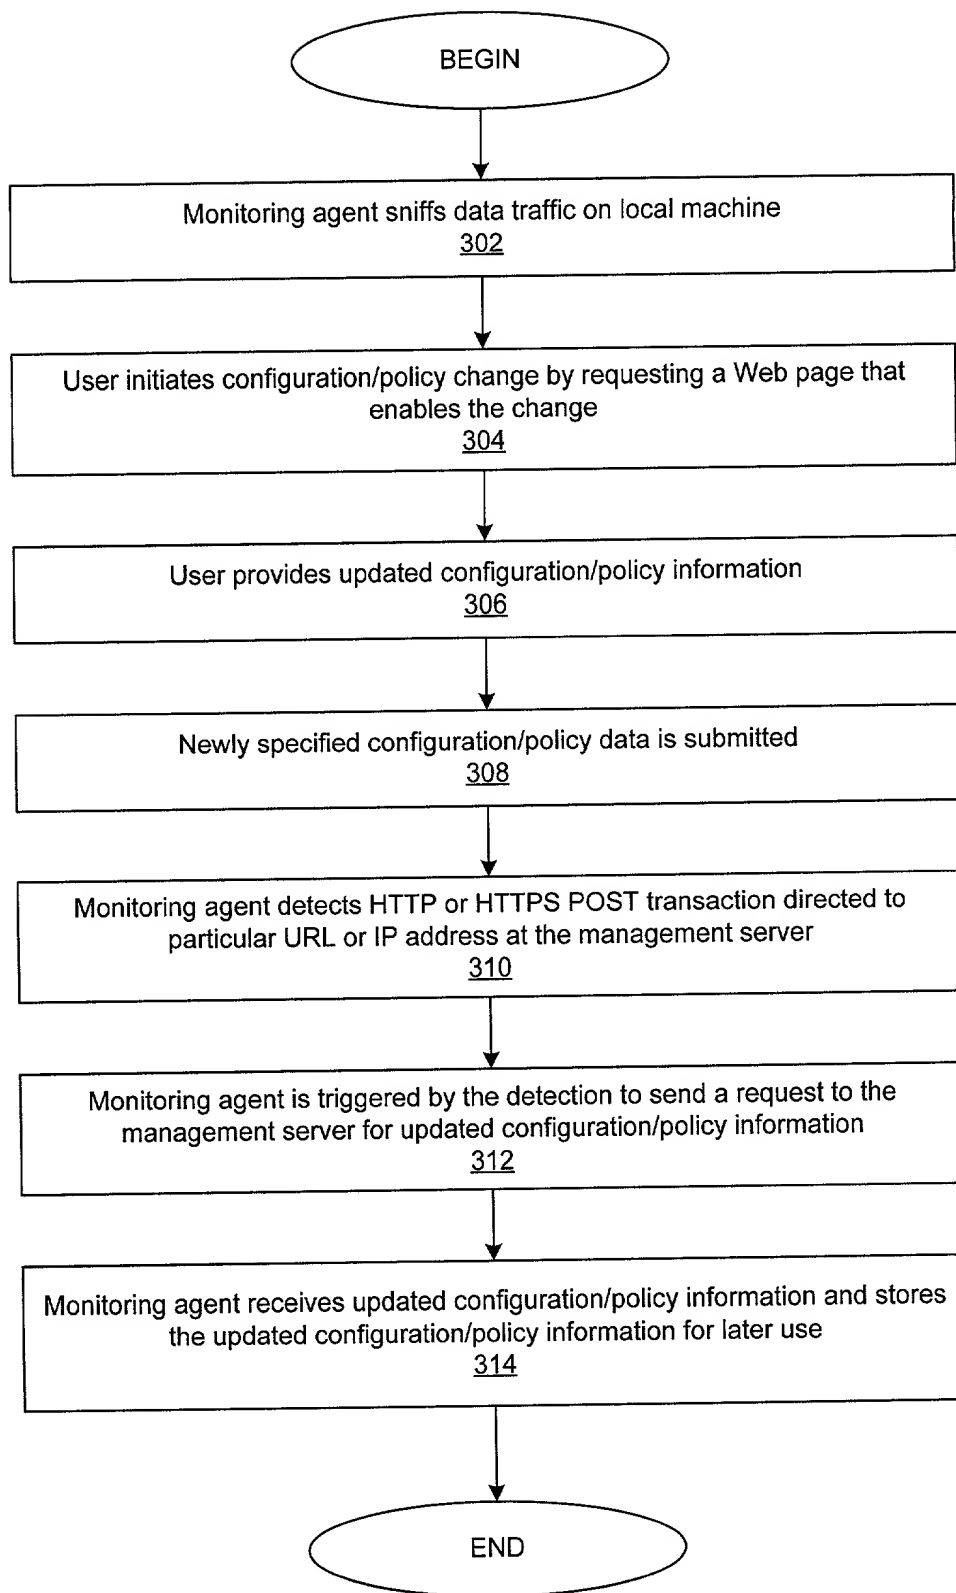 BEGIN
Monitoring agent sniffs data traffic on local machine
302
User initiates configuration/policy change by requesting a Web page that
enables the change
304
User provides updated configuration/policy information
306
Newly specified configuration/policy data is submitted
308
Monitoring agent detects HTTP or HTTPS POST transaction directed to
particular URL or IP address at the management server
310
Monitoring agent is triggered by the detection to send a request to the
management server for updated configuration/policy information
312
Monitoring agent receives updated configuration/policy information and stores
the updated configuration/policy information for later use
314
END